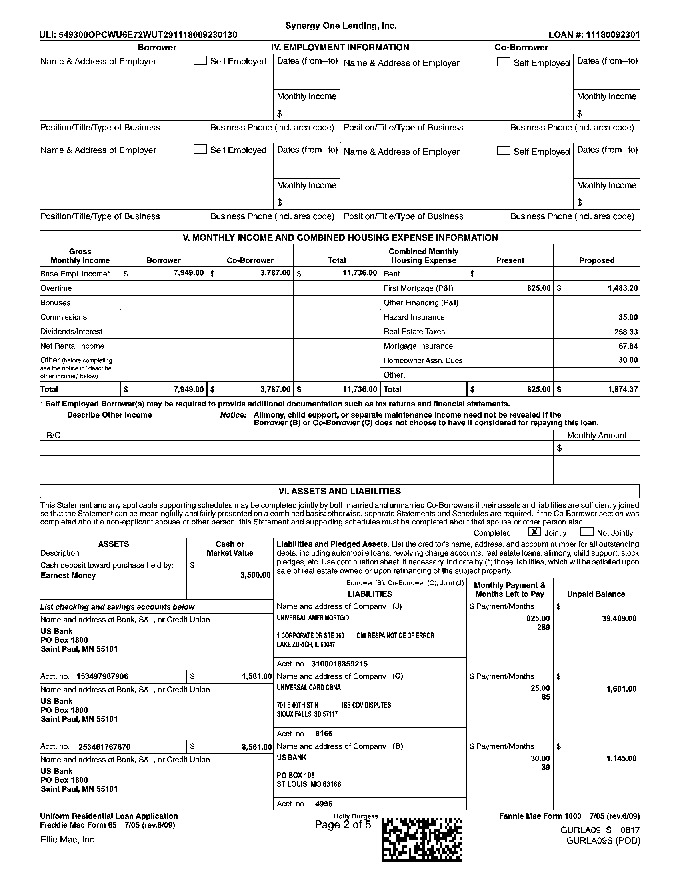 Synergy One Lending, Inc.
ULI: 549300OPCWU6E72WUT291118009230130 LOAN #: 11180092301
Borrower IV. EMPLOYMENT INFORMATION Co-Borrower
Name & Address of Employer Self Employed Dates (from–to) Name & Address of Employer Self Employed Dates (from–to)
Monthly Income Monthly Income
$ $
Position/Title/Type of Business Business Phone (incl. area code) Position/Title/Type of Business Business Phone (incl. area code)
Name & Address of Employer Self Employed Dates (from–to) Name & Address of Employer Self Employed Dates (from–to)
Monthly Income Monthly Income
$ $
Position/Title/Type of Business Business Phone (incl. area code) Position/Title/Type of Business Business Phone (incl. area code)
V. MONTHLY INCOME AND COMBINED HOUSING EXPENSE INFORMATION
Gross Monthly Income Borrower Co-Borrower Total Combined Monthly Housing Expense Present Proposed
Base Empl. Income* $ 7,949.00 $ 3,787.00 $ 11,736.00 Rent $
Overtime First Mortgage (P&I) 825.00 $ 1,483.20
Bonuses Other Financing (P&I)
Commissions Hazard Insurance 35.00
Dividends/Interest Real Estate Taxes 258.33
Net Rental Income Mortgage Insurance 67.84
Other (before completing Homeowner Assn. Dues 30.00
see the notice in "describe
other income," below) Other:
Total $ 7,949.00 $ 3,787.00 $ 11,736.00 Total $ 825.00 $ 1,874.37
* Self Employed Borrower(s) may be required to provide additional documentation such as tax returns and financial statements.
Describe Other Income Notice: Alimony, child support, or separate maintenance income need not be revealed if the
Borrower (B) or Co-Borrower (C) does not choose to have it considered for repaying this loan.
B/C Monthly Amount
$
VI. ASSETS AND LIABILITIES
This Statement and any applicable supporting schedules may be completed jointly by both married and unmarried Co-Borrowers if their assets and liabilities are sufficiently joined
so that the Statement can be meaningfully and fairly presented on a combined basis; otherwise, separate Statements and Schedules are required. If the Co-Borrower section was
completed about a non-applicant spouse or other person, this Statement and supporting schedules must be completed about that spouse or other person also.
Completed X Jointly Not Jointly
ASSETS Cash or Market Value
Description
Cash deposit toward purchase held by: $
Earnest Money 3,500.00
Liabilities and Pledged Assets. List the creditor's name, address, and account number for all outstanding
debts, including automobile loans, revolving charge accounts, real estate loans, alimony, child support, stock
pledges, etc. Use continuation sheet, if necessary. Indicate by (*) those liabilities, which will be satisfied upon
sale of real estate owned or upon refinancing of the subject property.
Borrower (B), Co-Borrower (C), Joint (J)
LIABILITIES Monthly Payment & Months Left to Pay Unpaid Balance
List checking and savings accounts below
Name and address of Bank, S&L, or Credit Union
US Bank
PO Box 1800
Saint Paul, MN 55101
Acct. no. 153497987906 $ 1,581.00
Name and address of Company (J) $ Payment/Months $
UNIVERSAL AMER MORTGO 825.00 39,409.00
289
1 CORPORATE DR STE 360
LAKE ZURICH, IL 60047
Acct. no. 3100018859215
Name and address of Bank, S&L, or Credit Union
US Bank
PO Box 1800
Saint Paul, MN 55101
Acct. no. 253461767870 $ 8,561.00
Name and address of Company (C) $ Payment/Months $
UNIVERSAL CARD CBNA 25.00 1,601.00
65
701 E 60TH ST N
SIOUX FALLS SD 57117
Acct. no. 8166
Name and address of Bank, S&L, or Credit Union
US Bank
PO Box 1800
Saint Paul, MN 55101
Name and address of Company (B) $ Payment/Months $
US BANK 30.00 1,145.00
39
PO BOX 108
ST LOUIS MO 63166
Acct. no. 4995
Uniform Residential Loan Application
Freddie Mac Form 65 7/05 (rev.6/09)
Ellie Mae, Inc.
Holly Burgess
Page 2 of 5
Fannie Mae Form 1003 7/05 (rev.6/09)
GURLA09_S 0817
GURLA09S (POD)